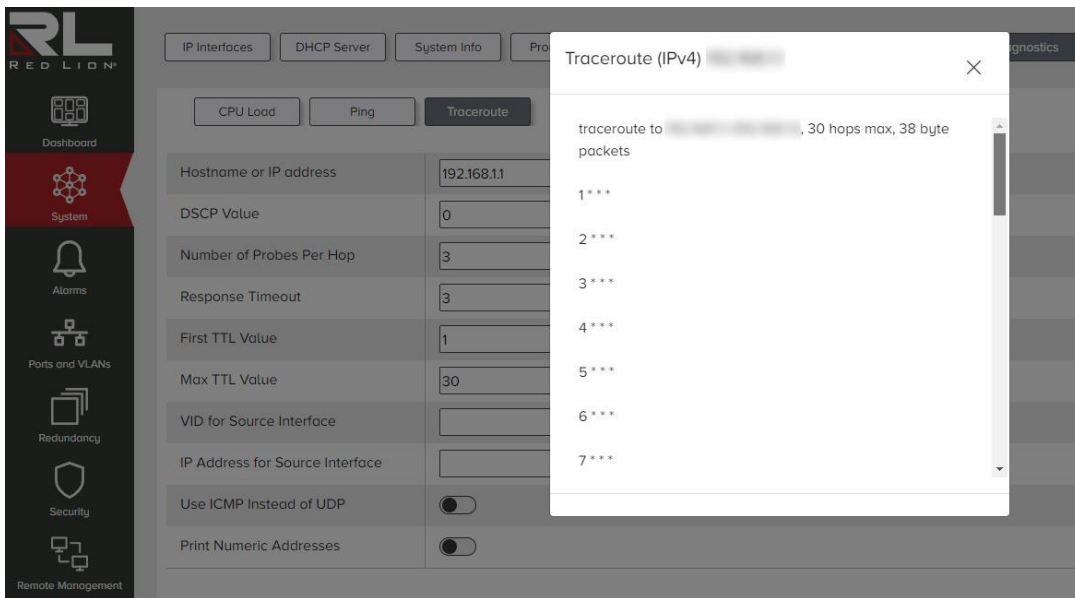 RL
RED LION®
Dashboard
System
Alarms
Ports and VLANs
Redundancy
Security
Remote Management
IP Interfaces
DHCP Server
System Info
Pro
agnostics
CPU Load
Ping
Traceroute
Hostname or IP address
192.168.1.1
DSCP Value
0
Number of Probes Per Hop
3
Response Timeout
3
First TTL Value
1
Max TTL Value
30
VID for Source Interface
IP Address for Source Interface
Use ICMP Instead of UDP
Print Numeric Addresses
Traceroute (IPv4)
traceroute to , 30 hops max, 38 byte
packets
1 * * *
2 * * *
3 * * *
4 * * *
5 * * *
6 * * *
7 * * *